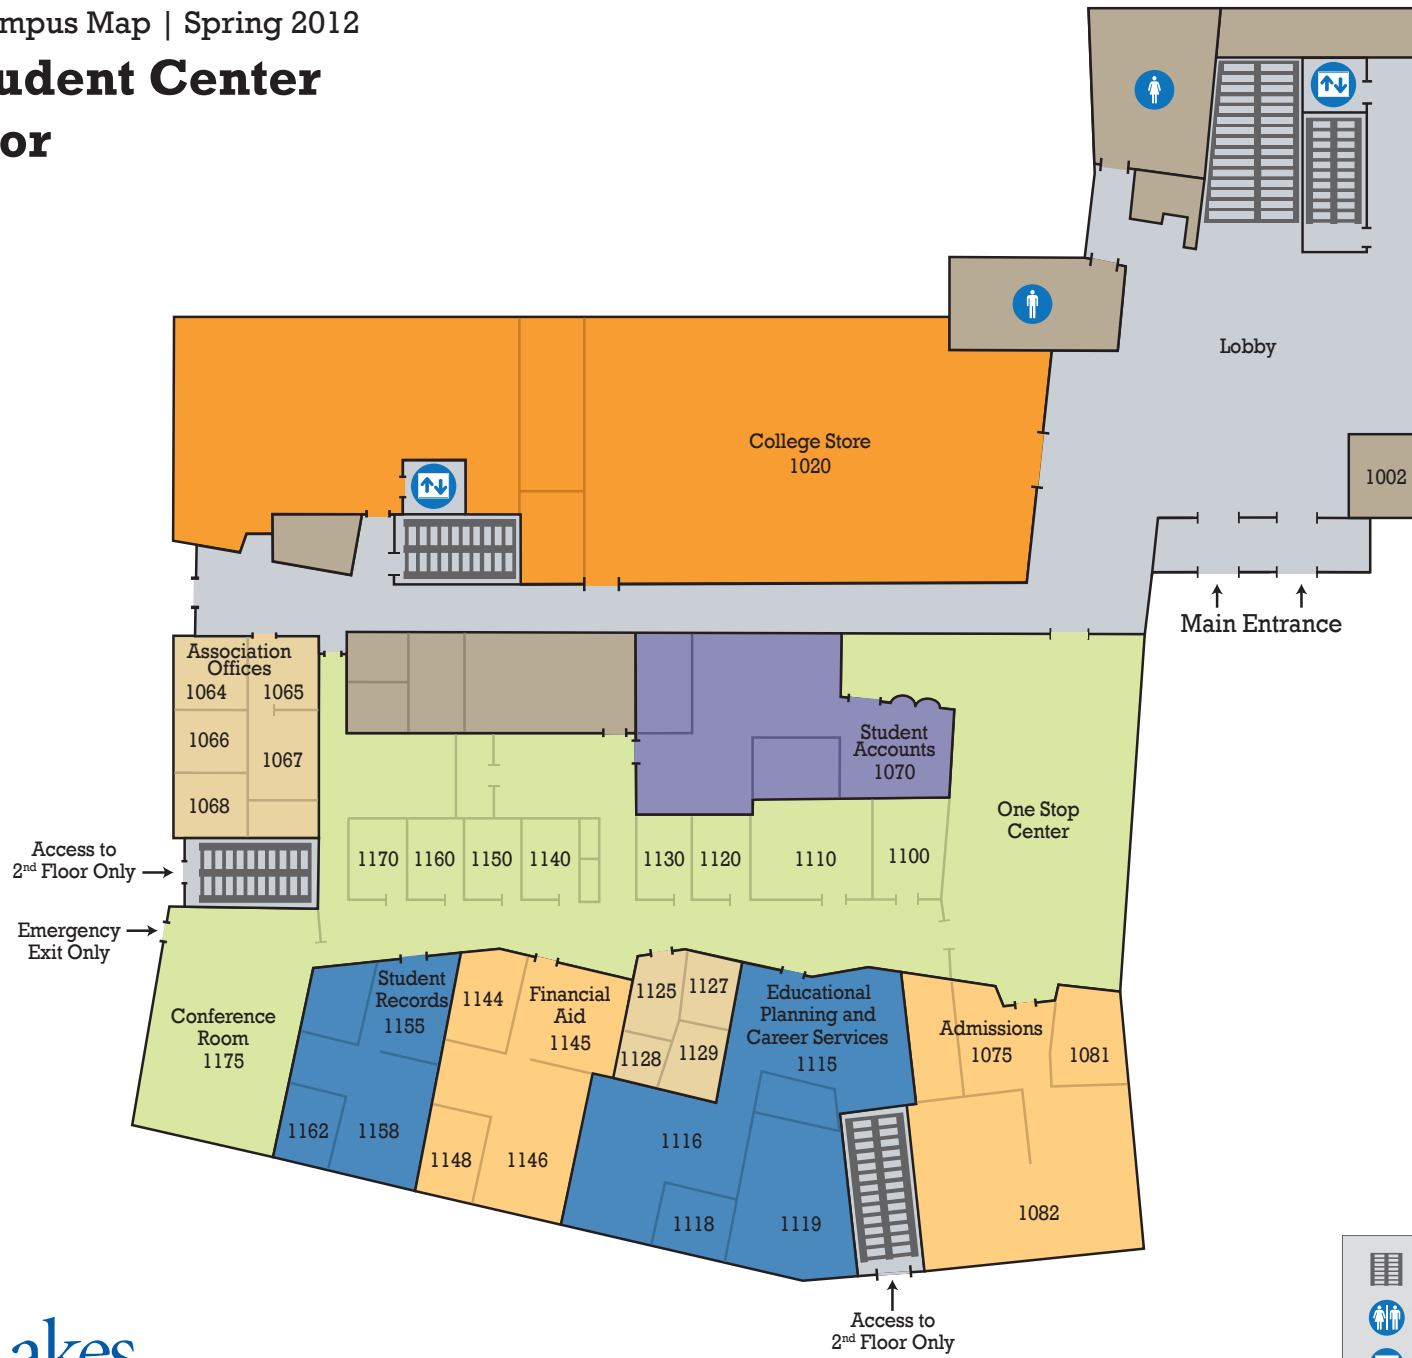 mpus Map | Spring 2012
udent Center
or
Lobby
College Store
1020
1002
Main Entrance
Association
Offices
1064
1065
1066
1067
1068
Student
Accounts
1070
One Stop
Center
Access to
2nd Floor Only
1170
1160
1150
1140
1130
1120
1110
1100
Emergency
Exit Only
Conference
Room
1175
Student
Records
1155
1144
Financial
Aid
1145
1125
1127
1128
1129
Educational
Planning and
Career Services
1115
Admissions
1075
1081
1162
1158
1148
1146
1116
1118
1119
1082
Access to
2nd Floor Only
akes